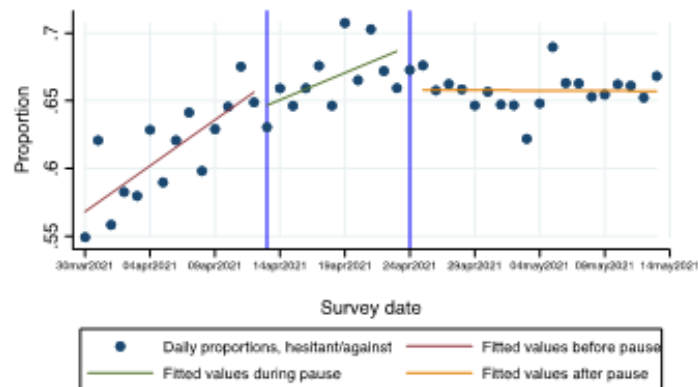 .7
.65
.6
.55
Proportion
30mar2021 04apr2021 09apr2021 14apr2021 19apr2021 24apr2021 29apr2021 04may2021 09may2021 14may2021
Survey date
Daily proportions, hesitant/against Fitted values before pause
Fitted values during pause Fitted values after pause